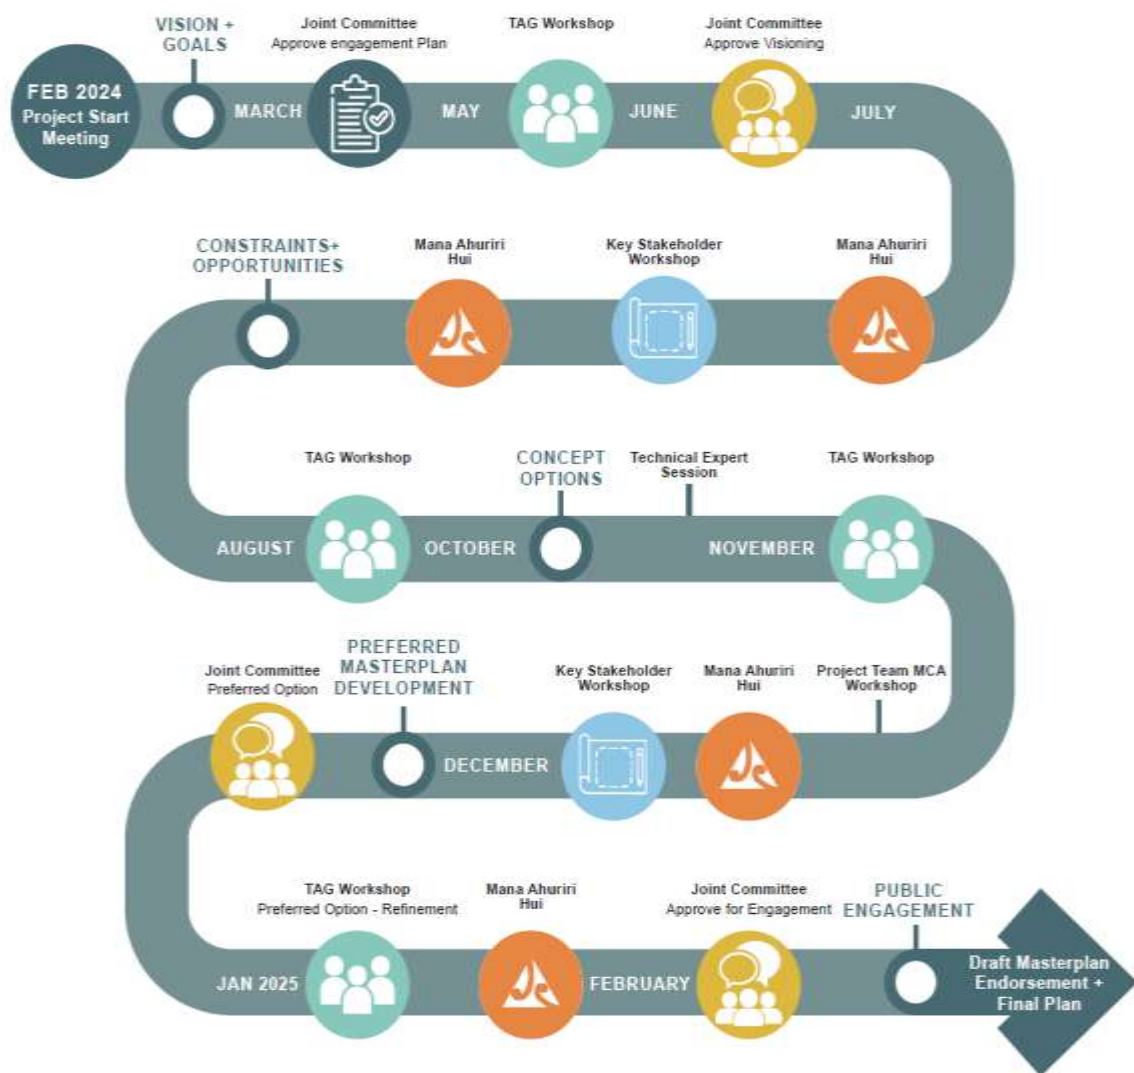 VISION +
GOALS
Joint Committee
Approve engagement Plan
TAG Workshop
Joint Committee
Approve Visioning
FEB 2024
Project Start
Meeting
MARCH
MAY
JUNE
JULY
CONSTRAINTS+
OPPORTUNITIES
Mana Ahuriri
Hui
Key Stakeholder
Workshop
Mana Ahuriri
Hui
TAG Workshop
CONCEPT
OPTIONS
Technical Expert
Session
TAG Workshop
AUGUST
OCTOBER
NOVEMBER
Joint Committee
Preferred Option
PREFERRED
MASTERPLAN
DEVELOPMENT
Key Stakeholder
Workshop
Mana Ahuriri
Hui
Project Team MCA
Workshop
DECEMBER
TAG Workshop
Preferred Option - Refinement
Mana Ahuriri
Hui
Joint Committee
Approve for Engagement
PUBLIC
ENGAGEMENT
JAN 2025
FEBRUARY
Draft Masterplan
Endorsement +
Final Plan